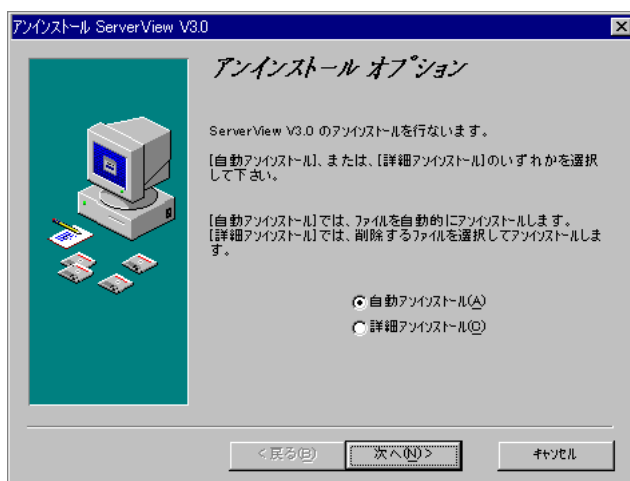 アンインストール ServerView V3.0
アンインストール オプション
ServerView V3.0 のアンインストールを行ないます。
[自動アンインストール]、または、[詳細アンインストール]のいずれかを選択
して下さい。
[自動アンインストール]では、ファイルを自動的にアンインストールします。
[詳細アンインストール]では、削除するファイルを選択してアンインストールしま
す。
自動アンインストール(A)
詳細アンインストール(C)
<戻る(B) 次へ(N)> キャンセル